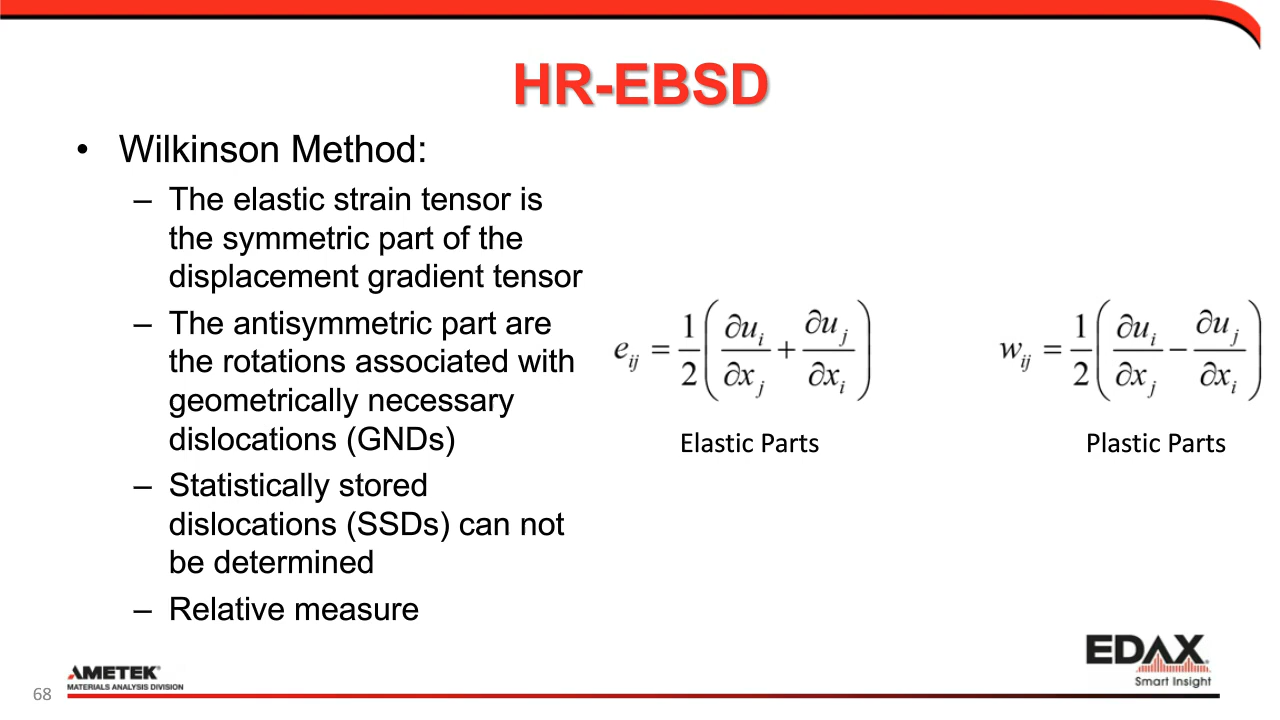 HR-EBSD
• Wilkinson Method:
– The elastic strain tensor is
the symmetric part of the
displacement gradient tensor
– The antisymmetric part are
the rotations associated with
geometrically necessary
dislocations (GNDs)
– Statistically stored
dislocations (SSDs) can not
be determined
– Relative measure
e_ij = 1/2 (∂u_i/∂x_j + ∂u_j/∂x_i)
Elastic Parts
w_ij = 1/2 (∂u_i/∂x_j − ∂u_j/∂x_i)
Plastic Parts
68
AMETEK®
MATERIALS ANALYSIS DIVISION
EDAX
Smart Insight